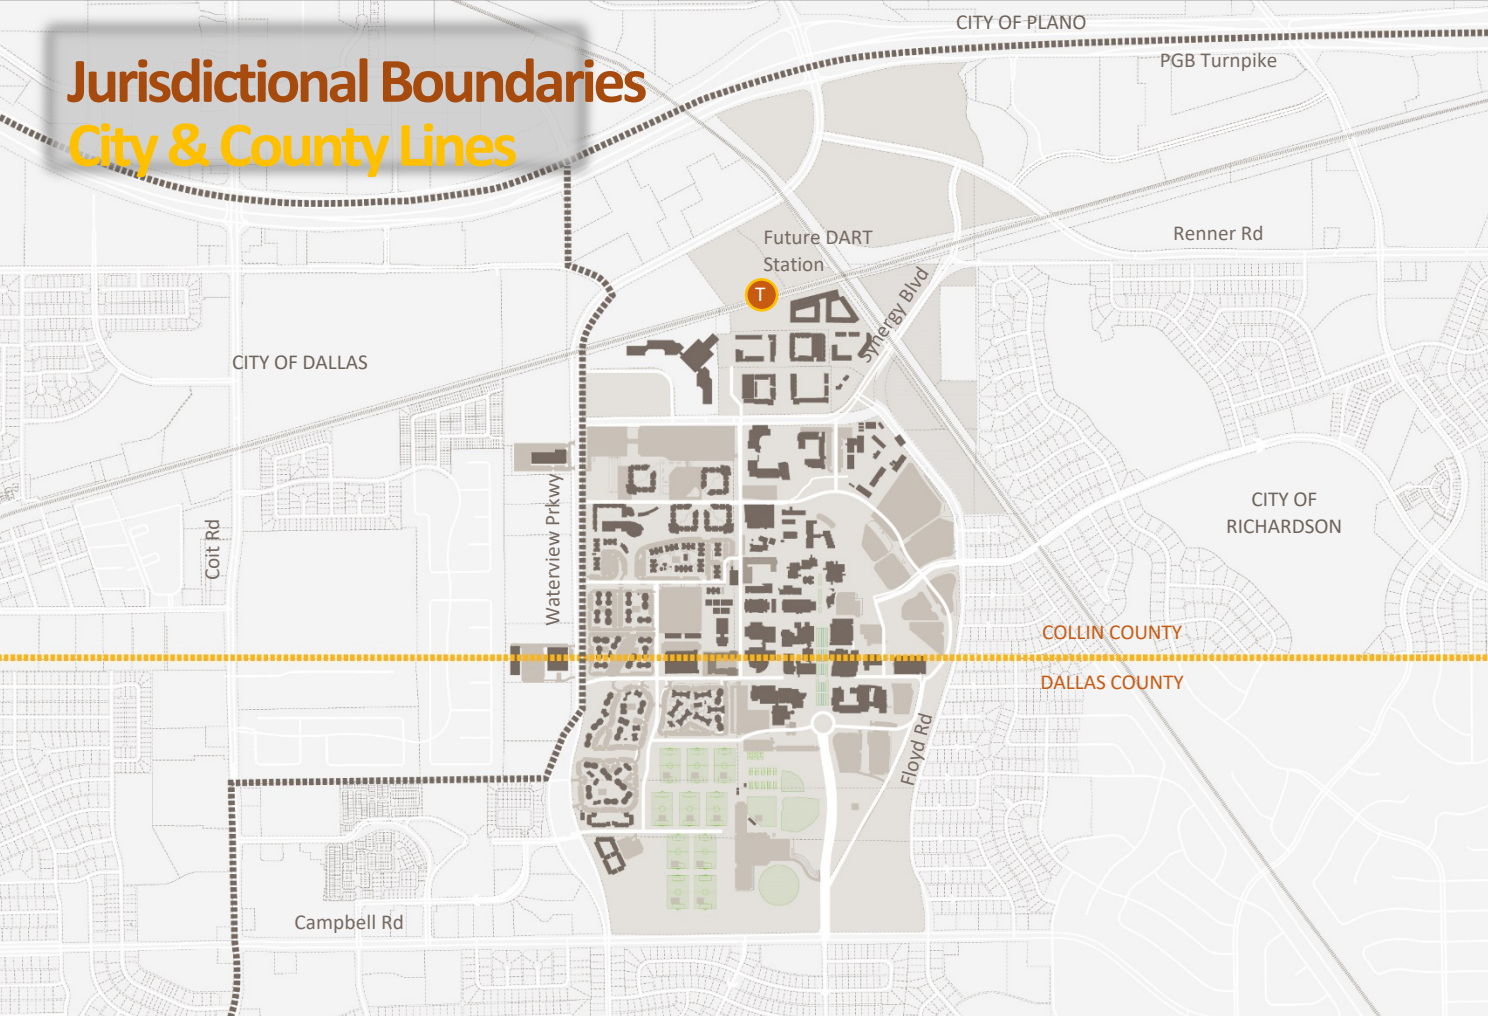 Jurisdictional Boundaries
City & County Lines
CITY OF PLANO
PGB Turnpike
Future DART
Station
T
Renner Rd
Synergy Blvd
CITY OF DALLAS
Coit Rd
Waterview Prkwy
CITY OF
RICHARDSON
COLLIN COUNTY
DALLAS COUNTY
Floyd Rd
Campbell Rd